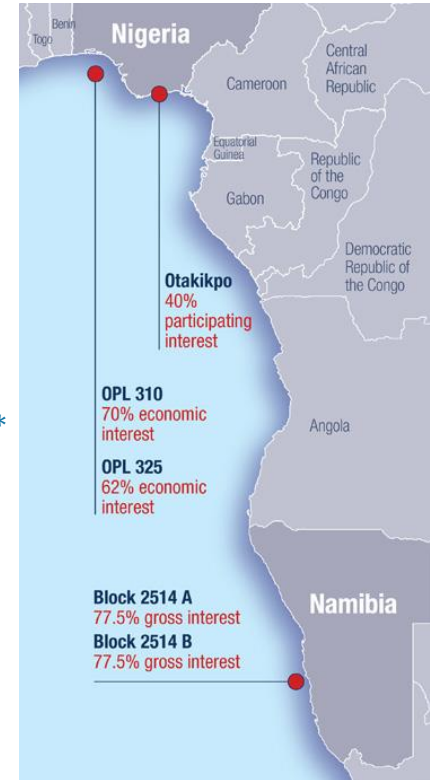 Benin
Togo
Nigeria
Cameroon
Central
African
Republic
Equatorial
Guinea
Republic
of the
Congo
Gabon
Democratic
Republic of
the Congo
Otakikpo
40%
participating
interest
OPL 310
70% economic
interest
*
OPL 325
62% economic
interest
Angola
Block 2514 A
77.5% gross interest
Block 2514 B
77.5% gross interest
Namibia